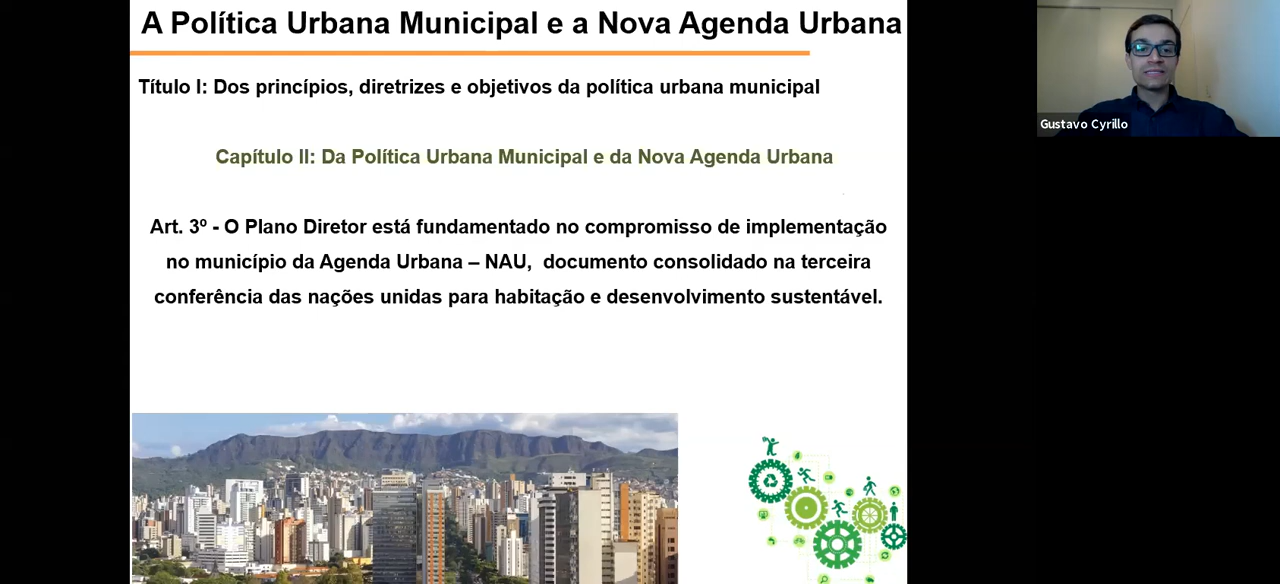 A Política Urbana Municipal e a Nova Agenda Urbana
Título I: Dos princípios, diretrizes e objetivos da política urbana municipal
Capítulo II: Da Política Urbana Municipal e da Nova Agenda Urbana
Art. 3º - O Plano Diretor está fundamentado no compromisso de implementação
no município da Agenda Urbana – NAU,  documento consolidado na terceira
conferência das nações unidas para habitação e desenvolvimento sustentável.
Gustavo Cyrillo